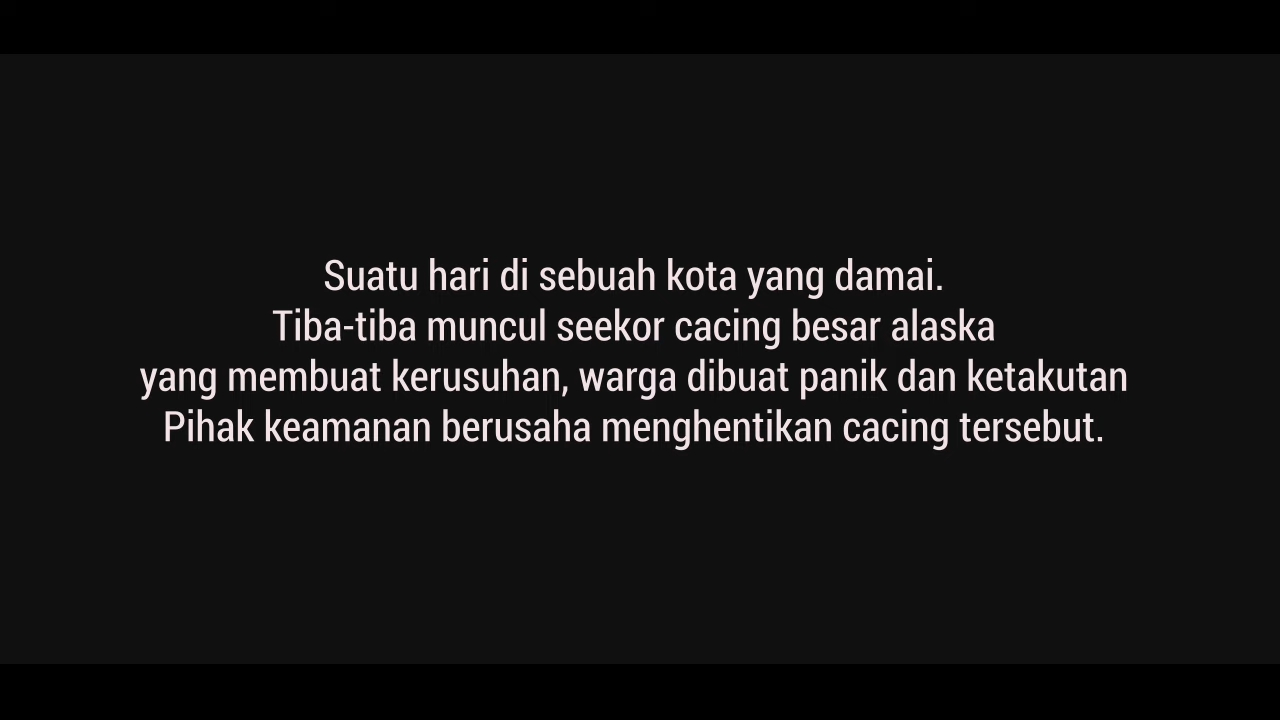 Suatu hari di sebuah kota yang damai.
Tiba-tiba muncul seekor cacing besar alaska
yang membuat kerusuhan, warga dibuat panik dan ketakutan
Pihak keamanan berusaha menghentikan cacing tersebut.